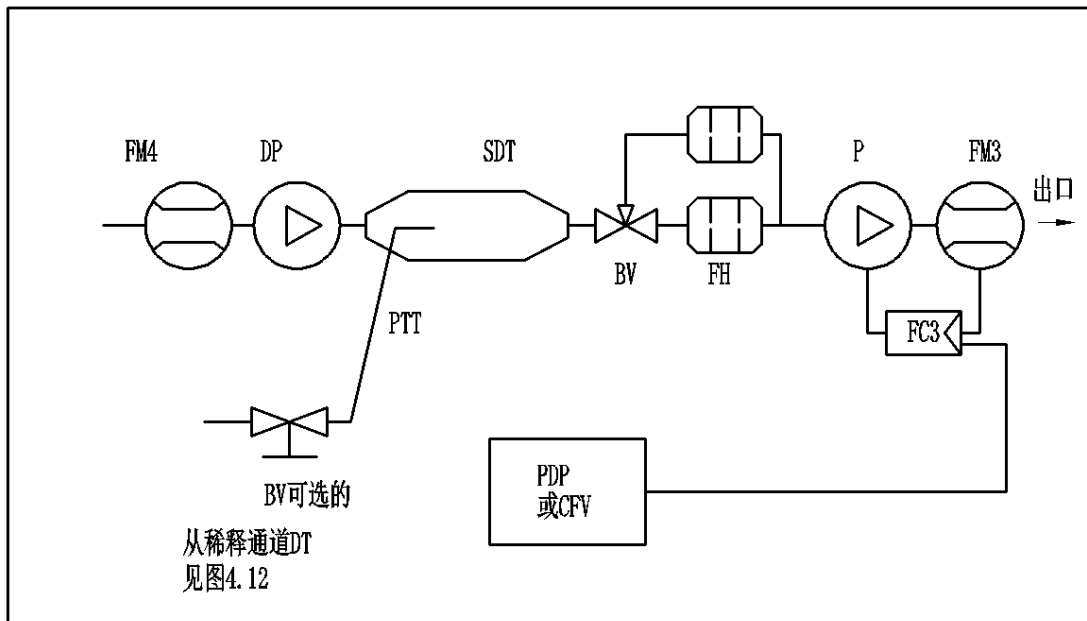 FM4
DP
SDT
P
FM3
出口
BV
FH
PTT
FC3
BV可选的
PDP
或CFV
从稀释通道DT
见图4.12